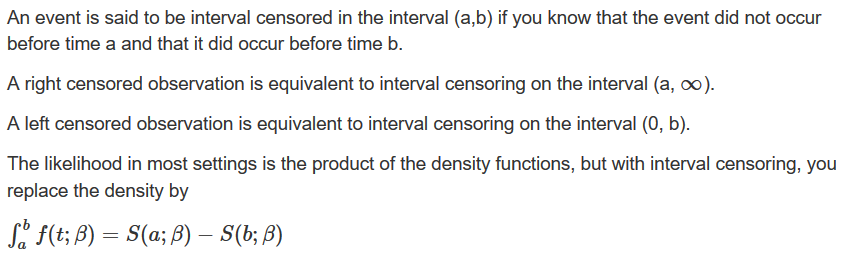 An event is said to be interval censored in the interval (a,b) if you know that the event did not occur
before time a and that it did occur before time b.
A right censored observation is equivalent to interval censoring on the interval (a, ∞).
A left censored observation is equivalent to interval censoring on the interval (0, b).
The likelihood in most settings is the product of the density functions, but with interval censoring, you
replace the density by
∫ₐᵇ f(t; β) = S(a; β) − S(b; β)